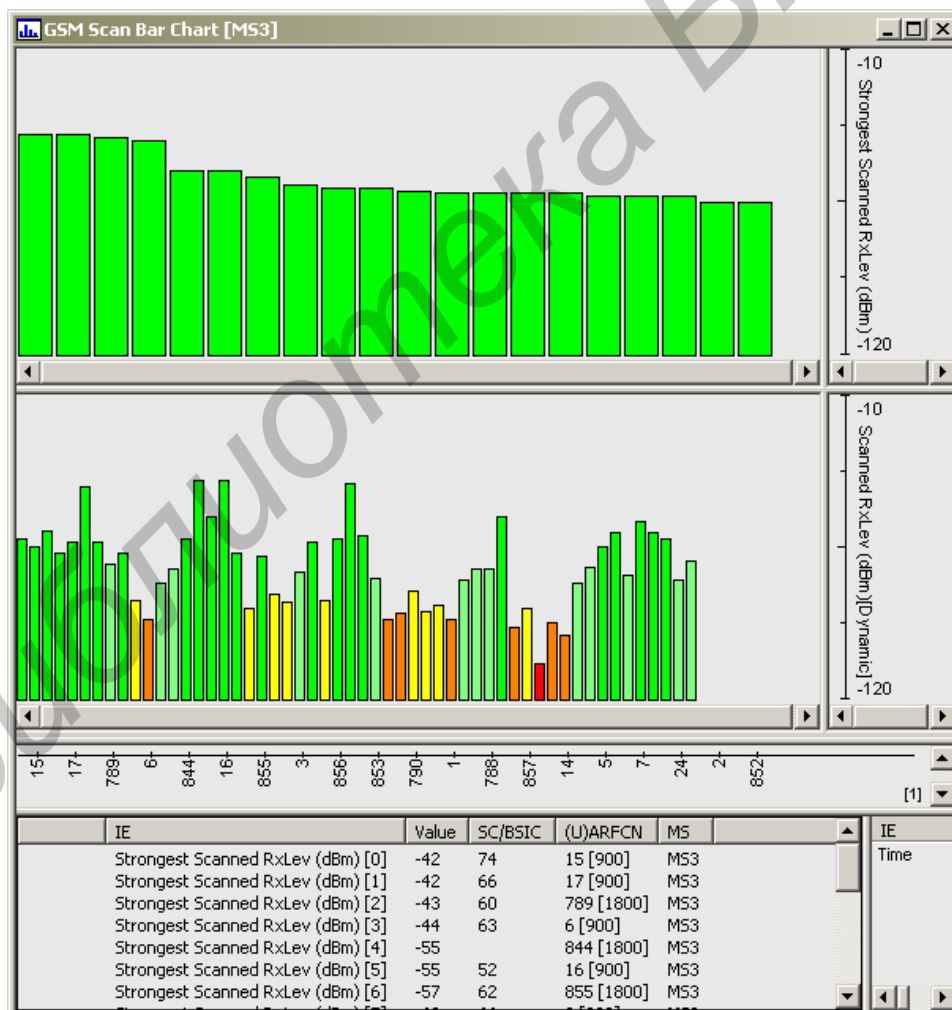 GSM Scan Bar Chart [MS3]
-10
Strongest Scanned RxLev (dBm)
-120
-10
Scanned RxLev (dBm)[Dynamic]
-120
15- 17- 789- 6- 844- 16- 855- 3- 856- 853- 790- 1- 788- 857- 14- 5- 7- 24- 2- 852-
[1]
IE Value SC/BSIC (U)ARFCN MS IE
Strongest Scanned RxLev (dBm) [0] -42 74 15 [900] MS3 Time
Strongest Scanned RxLev (dBm) [1] -42 66 17 [900] MS3
Strongest Scanned RxLev (dBm) [2] -43 60 789 [1800] MS3
Strongest Scanned RxLev (dBm) [3] -44 63 6 [900] MS3
Strongest Scanned RxLev (dBm) [4] -55 844 [1800] MS3
Strongest Scanned RxLev (dBm) [5] -55 52 16 [900] MS3
Strongest Scanned RxLev (dBm) [6] -57 62 855 [1800] MS3